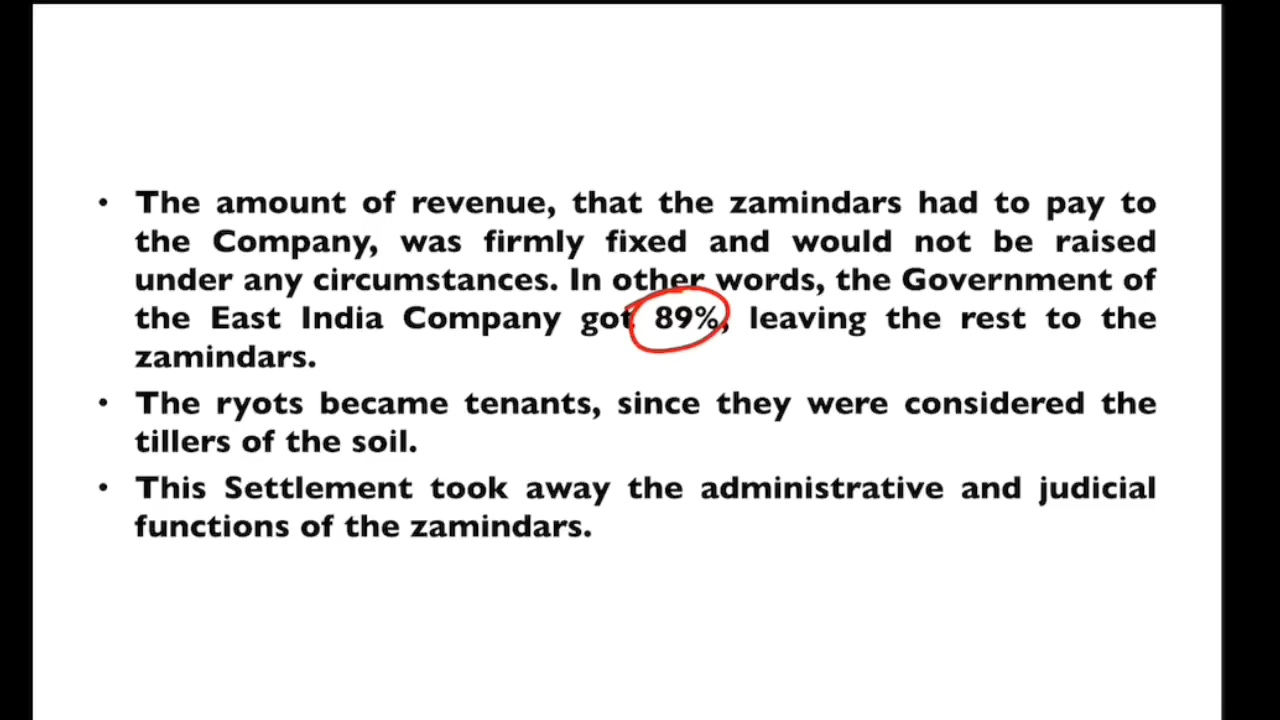 • The amount of revenue, that the zamindars had to pay to
the Company, was firmly fixed and would not be raised
under any circumstances. In other words, the Government of
the East India Company got 89%, leaving the rest to the
zamindars.
• The ryots became tenants, since they were considered the
tillers of the soil.
• This Settlement took away the administrative and judicial
functions of the zamindars.